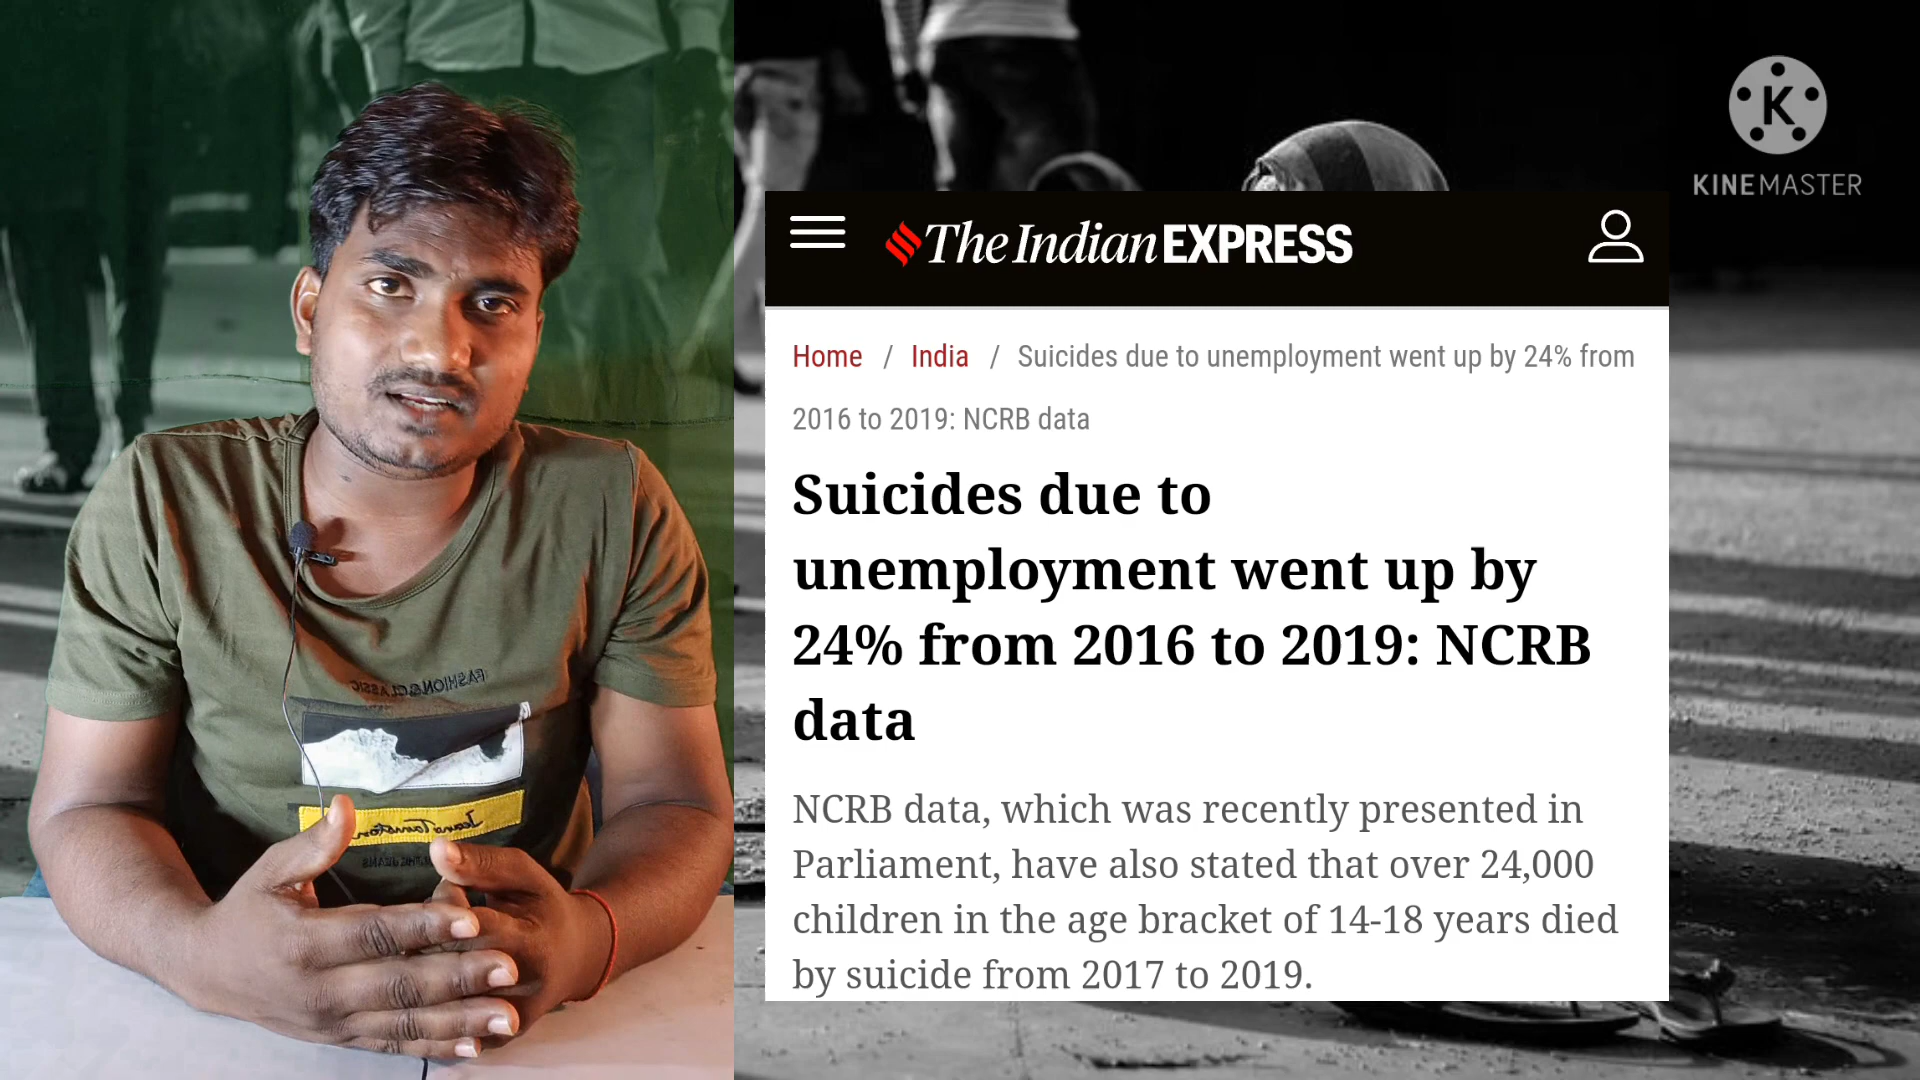 K
KINEMASTER
The Indian EXPRESS
Home / India / Suicides due to unemployment went up by 24% from
2016 to 2019: NCRB data
Suicides due to
unemployment went up by
24% from 2016 to 2019: NCRB
data
NCRB data, which was recently presented in
Parliament, have also stated that over 24,000
children in the age bracket of 14-18 years died
by suicide from 2017 to 2019.
FASHION & CLASSIC